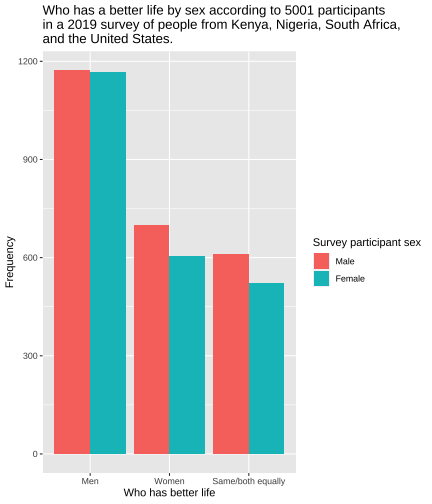 Who has a better life by sex according to 5001 participants
in a 2019 survey of people from Kenya, Nigeria, South Africa,
and the United States.
1200
900
600
300
0
Frequency
Men
Women
Same/both equally
Who has better life
Survey participant sex
Male
Female